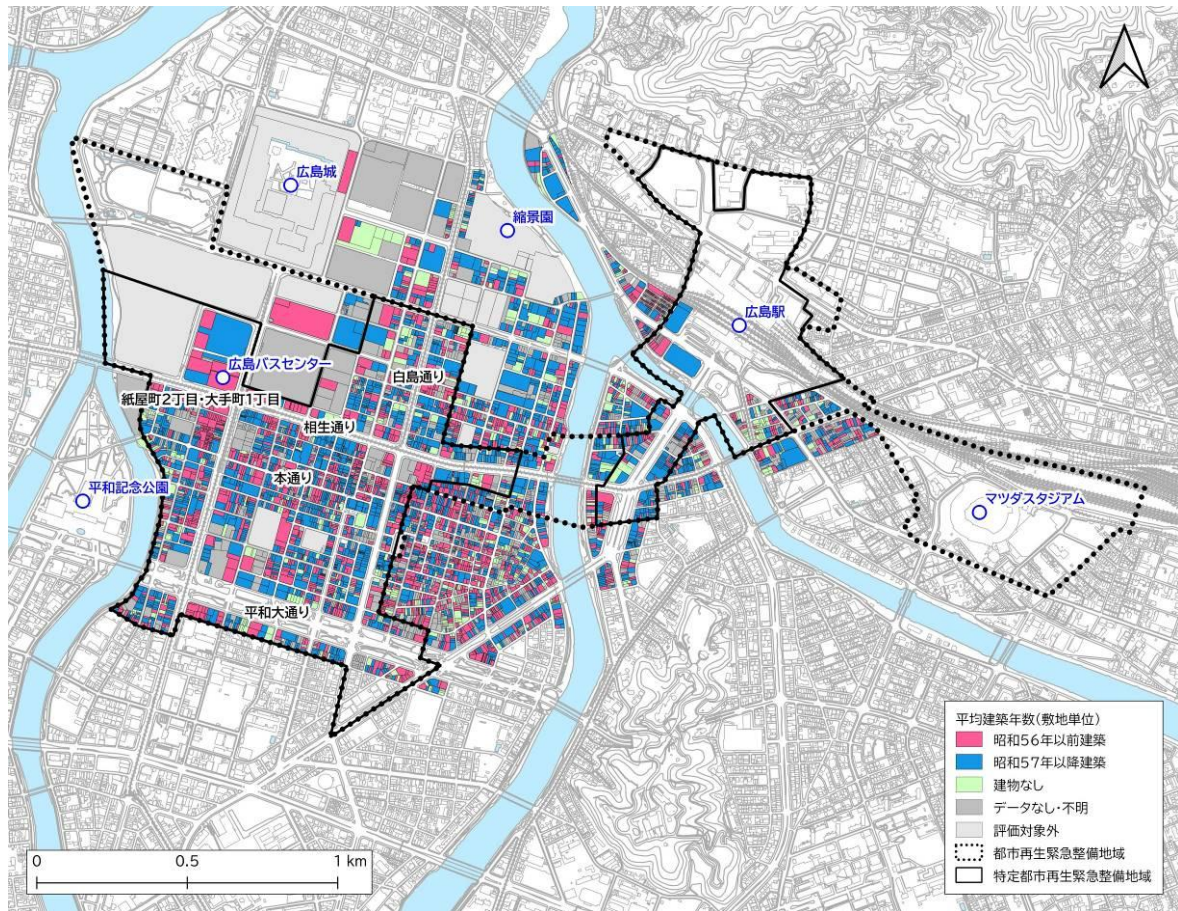 広島城
縮景園
広島駅
広島バスセンター
白島通り
紙屋町2丁目・大手町1丁目
相生通り
本通り
平和記念公園
マツダスタジアム
平和大通り
平均建築年数(敷地単位)
昭和56年以前建築
昭和57年以降建築
建物なし
データなし・不明
評価対象外
都市再生緊急整備地域
特定都市再生緊急整備地域
0 0.5 1 km